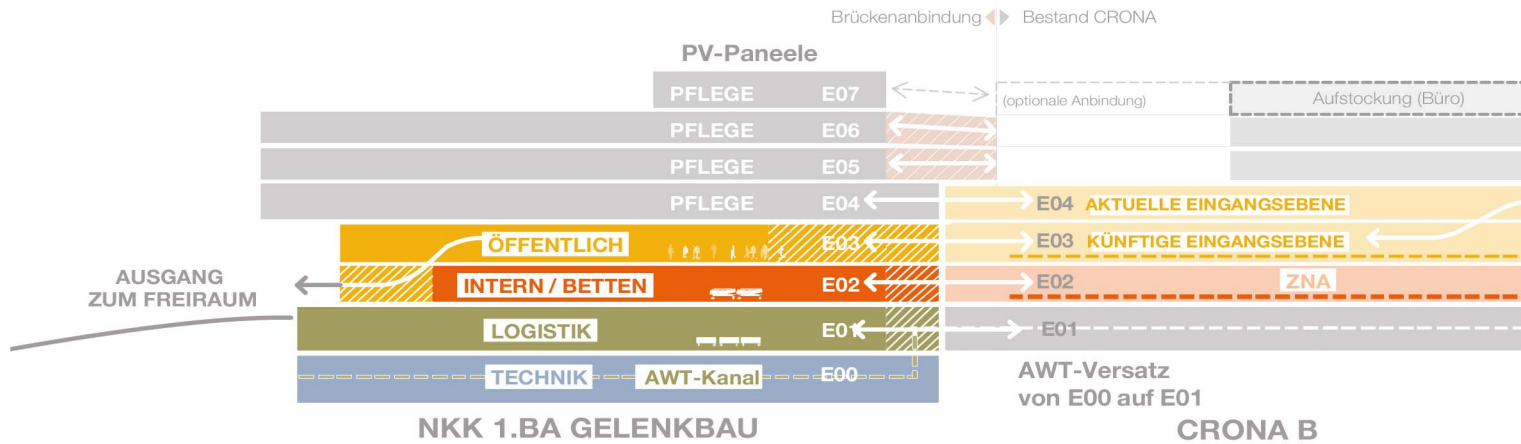 Brückenanbindung Bestand CRONA
PV-Paneele
PFLEGE E07 (optionale Anbindung) Aufstockung (Büro)
PFLEGE E06
PFLEGE E05
PFLEGE E04 E04 AKTUELLE EINGANGSEBENE
ÖFFENTLICH E03 E03 KÜNFTIGE EINGANGSEBENE
AUSGANG
ZUM FREIRAUM
INTERN / BETTEN E02 E02 ZNA
LOGISTIK E01 E01
TECHNIK AWT-Kanal E00
AWT-Versatz
von E00 auf E01
NKK 1.BA GELENKBAU CRONA B